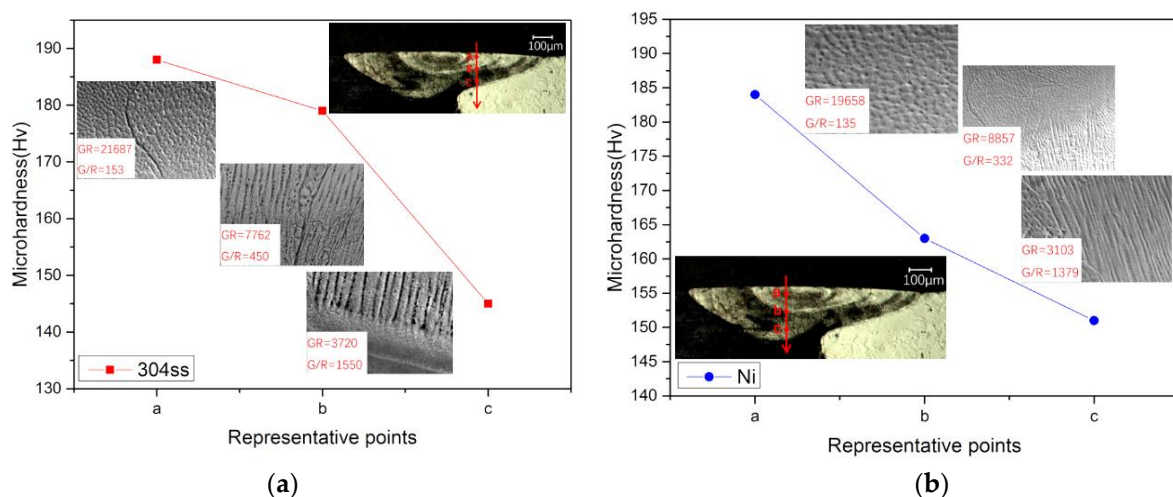 190
180
170
160
150
140
130
Microhardness(Hv)
a
b
c
Representative points
304ss
GR=21687
G/R=153
GR=7762
G/R=450
GR=3720
G/R=1550
100μm
a
c
(a)
195
190
185
180
175
170
165
160
155
150
145
140
Microhardness(Hv)
a
b
c
Representative points
Ni
GR=19658
G/R=135
GR=8857
G/R=332
GR=3103
G/R=1379
100μm
a
b
c
(b)